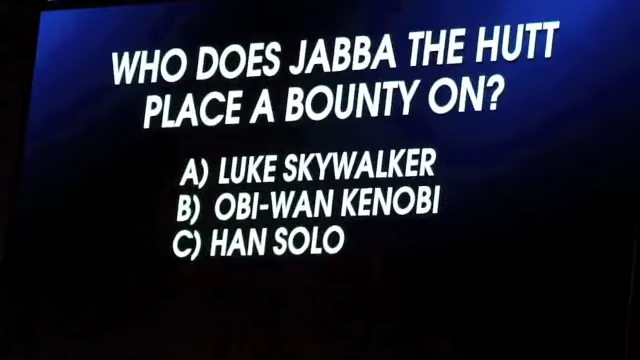 WHO DOES JABBA THE HUTT
PLACE A BOUNTY ON?
A) LUKE SKYWALKER
B) OBI-WAN KENOBI
C) HAN SOLO